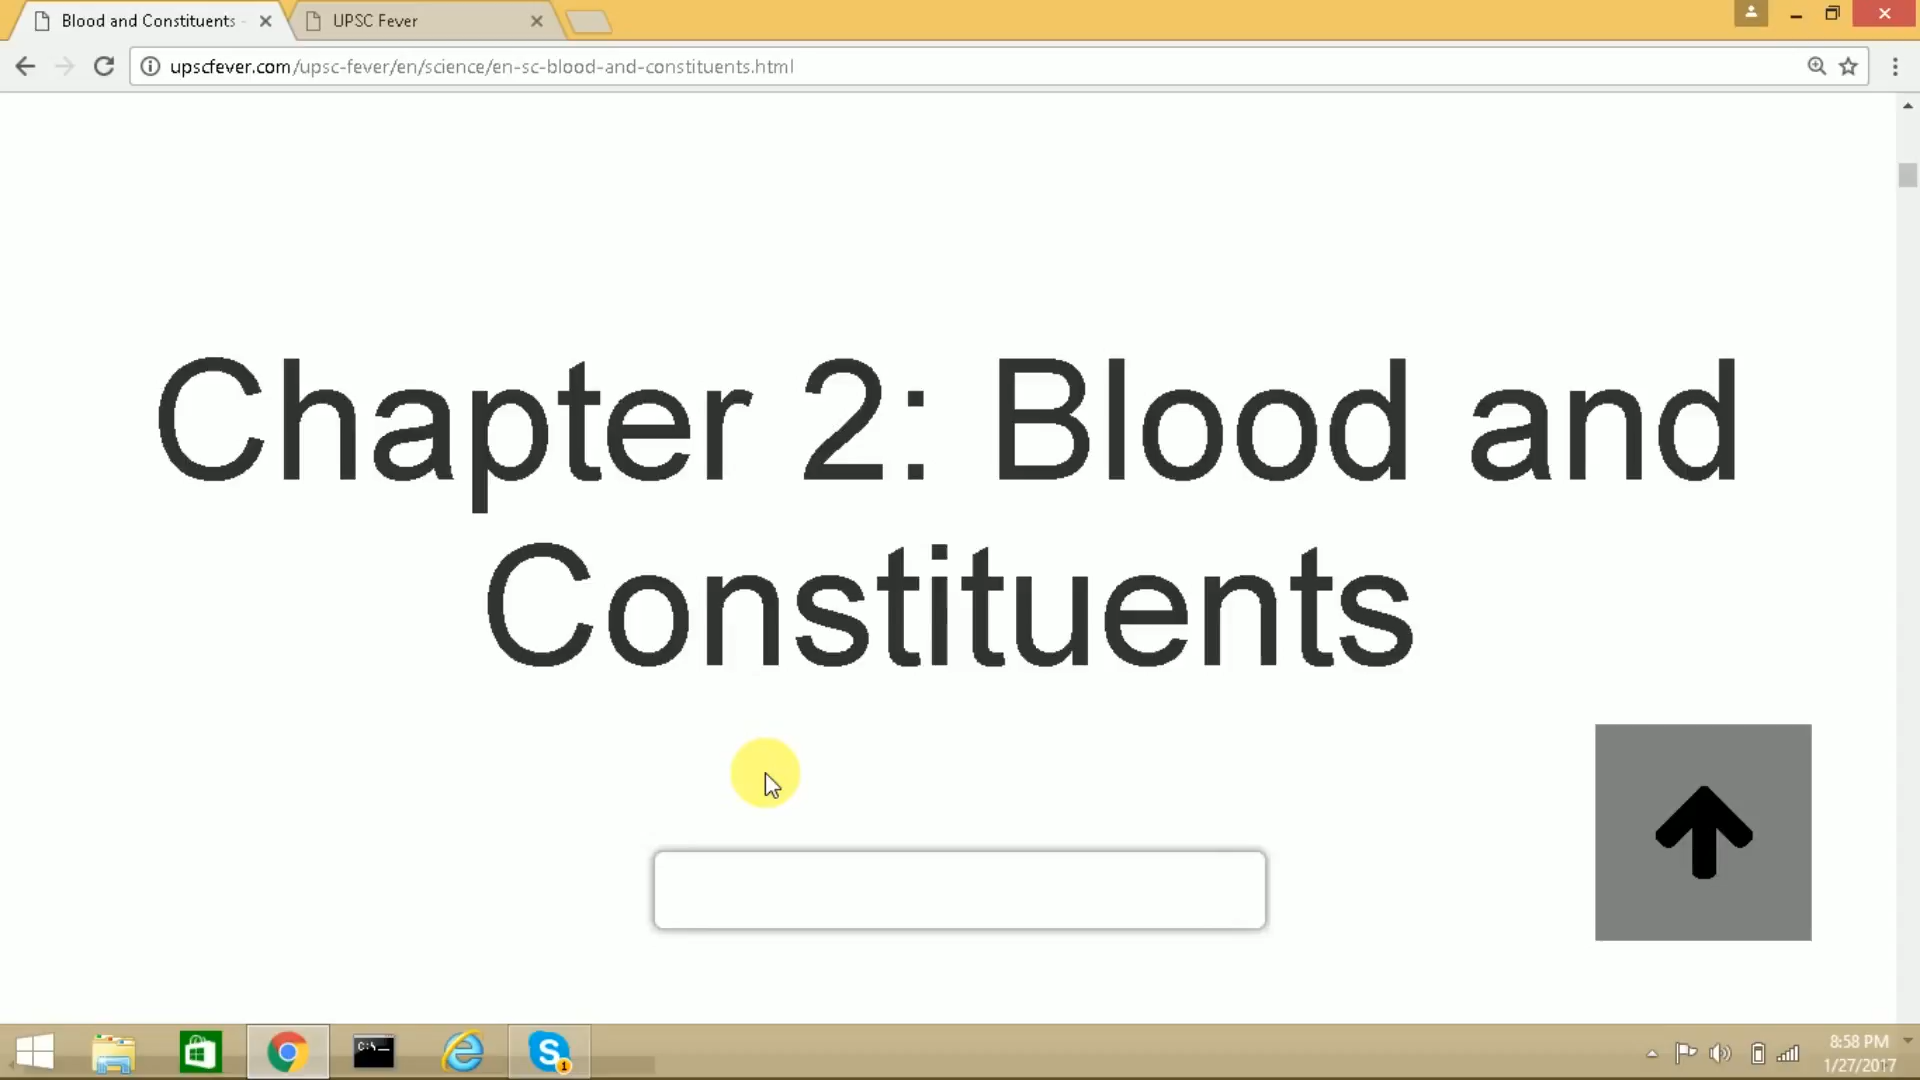 Blood and Constituents -
UPSC Fever
upscfever.com/upsc-fever/en/science/en-sc-blood-and-constituents.html
Chapter 2: Blood and
Constituents
C:\_
S
1
8:58 PM
1/27/2017